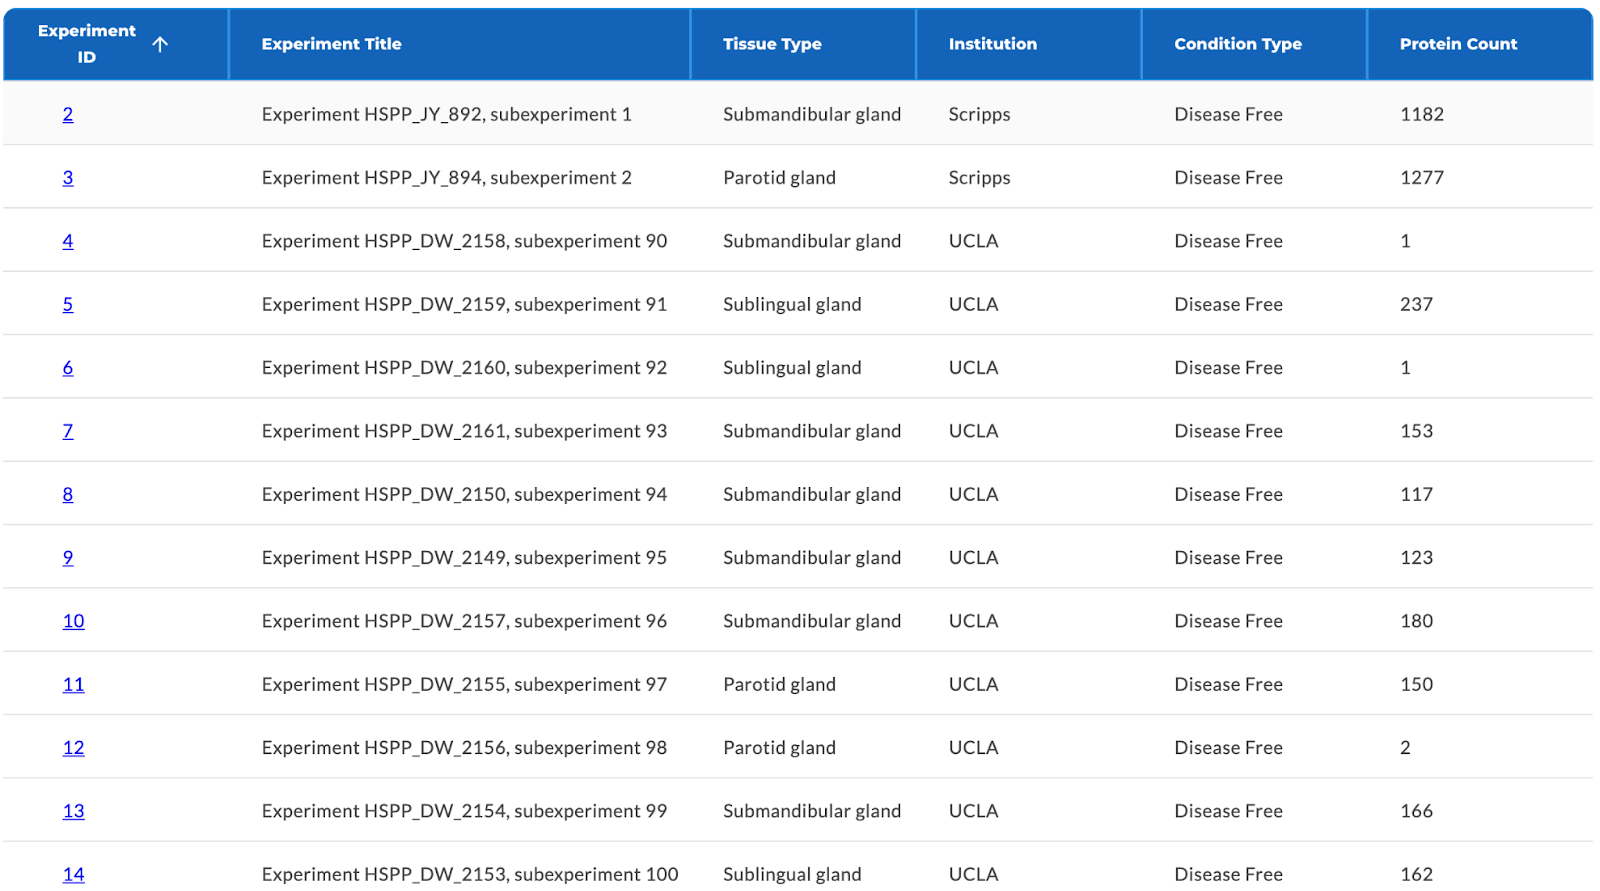 Experiment ID ↑ Experiment Title Tissue Type Institution Condition Type Protein Count
2 Experiment HSPP_JY_892, subexperiment 1 Submandibular gland Scripps Disease Free 1182
3 Experiment HSPP_JY_894, subexperiment 2 Parotid gland Scripps Disease Free 1277
4 Experiment HSPP_DW_2158, subexperiment 90 Submandibular gland UCLA Disease Free 1
5 Experiment HSPP_DW_2159, subexperiment 91 Sublingual gland UCLA Disease Free 237
6 Experiment HSPP_DW_2160, subexperiment 92 Sublingual gland UCLA Disease Free 1
7 Experiment HSPP_DW_2161, subexperiment 93 Submandibular gland UCLA Disease Free 153
8 Experiment HSPP_DW_2150, subexperiment 94 Submandibular gland UCLA Disease Free 117
9 Experiment HSPP_DW_2149, subexperiment 95 Submandibular gland UCLA Disease Free 123
10 Experiment HSPP_DW_2157, subexperiment 96 Submandibular gland UCLA Disease Free 180
11 Experiment HSPP_DW_2155, subexperiment 97 Parotid gland UCLA Disease Free 150
12 Experiment HSPP_DW_2156, subexperiment 98 Parotid gland UCLA Disease Free 2
13 Experiment HSPP_DW_2154, subexperiment 99 Submandibular gland UCLA Disease Free 166
14 Experiment HSPP_DW_2153, subexperiment 100 Sublingual gland UCLA Disease Free 162